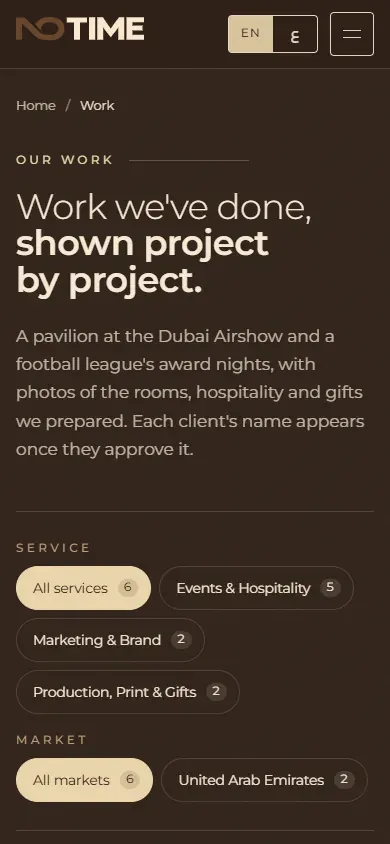 NOTIME
EN ع
Home / Work
OUR WORK
Work we've done,
shown project
by project.
A pavilion at the Dubai Airshow and a
football league's award nights, with
photos of the rooms, hospitality and gifts
we prepared. Each client's name appears
once they approve it.
SERVICE
All services 6 Events & Hospitality 5
Marketing & Brand 2
Production, Print & Gifts 2
MARKET
All markets 6 United Arab Emirates 2